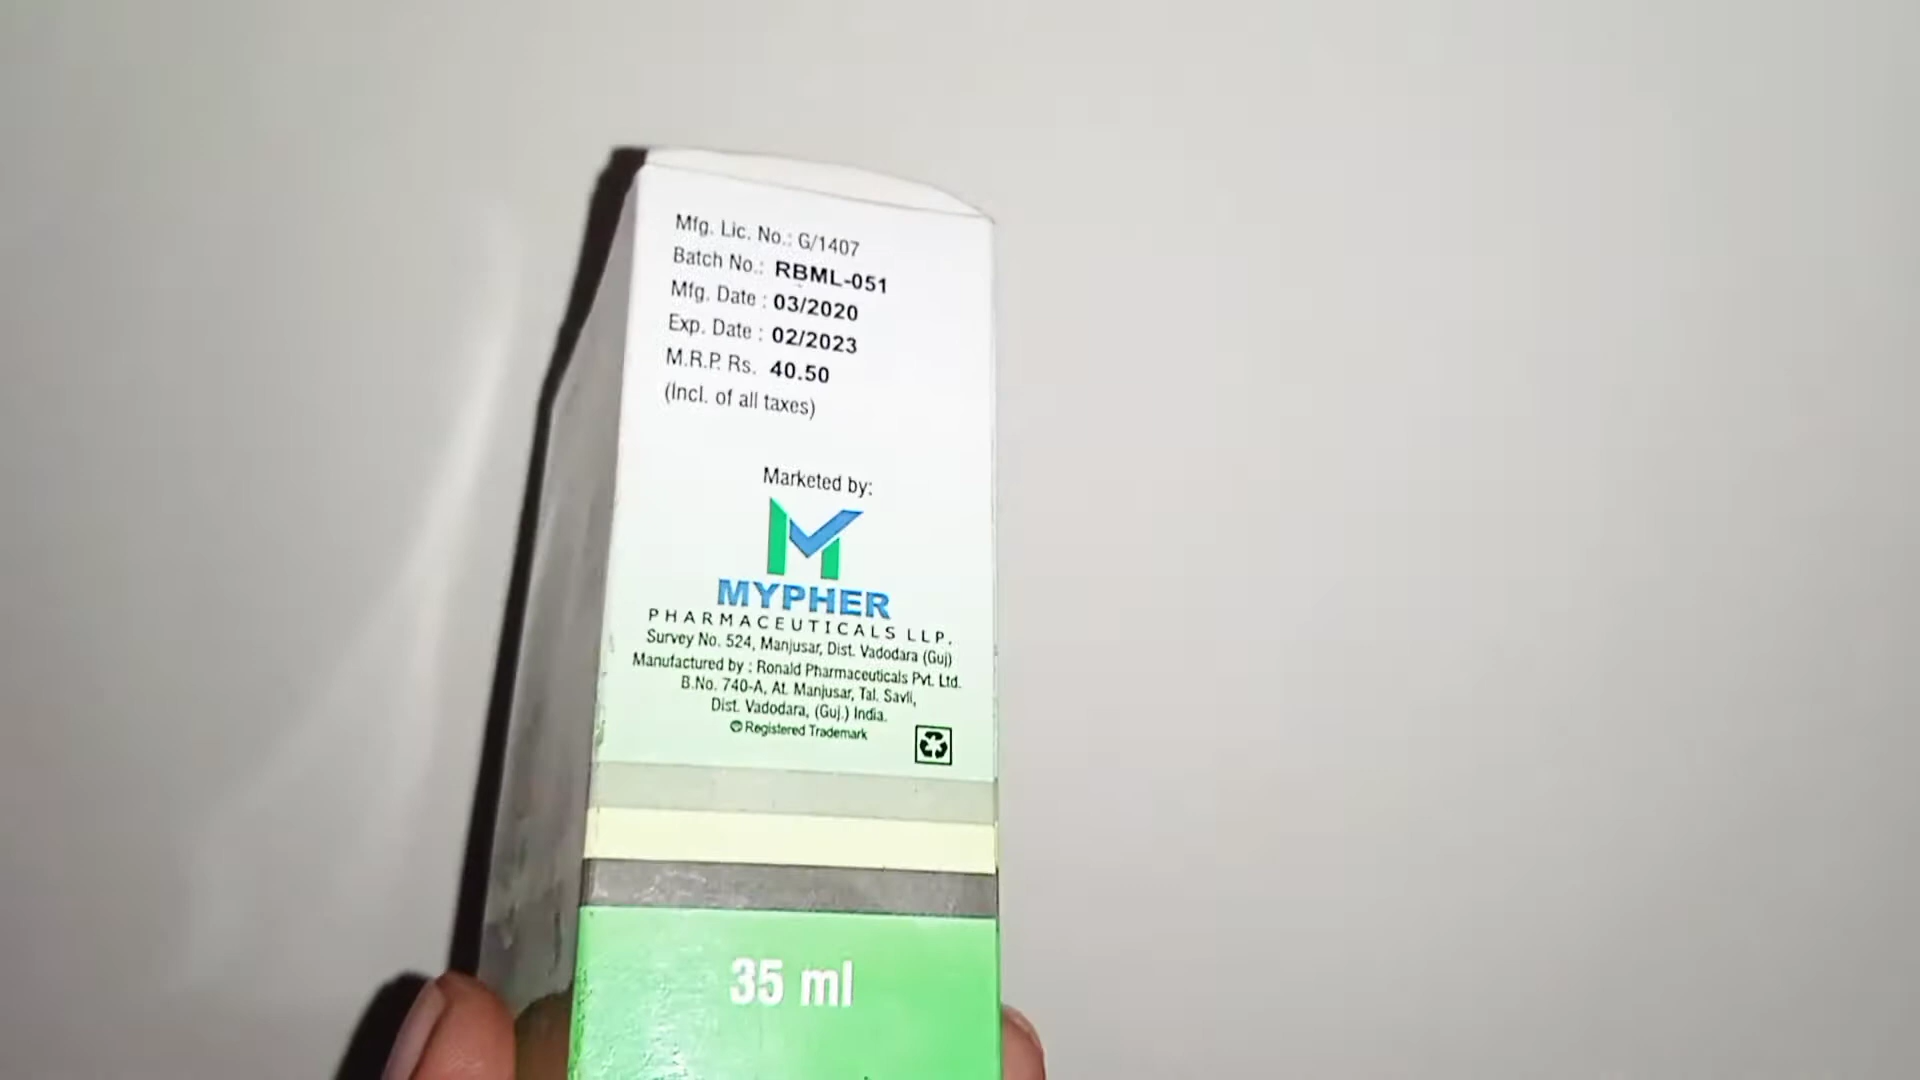 Mfg. Lic. No.: G/1407
Batch No.: RBML-051
Mfg. Date : 03/2020
Exp. Date : 02/2023
M.R.P. Rs. 40.50
(Incl. of all taxes)
Marketed by:
MYPHER
PHARMACEUTICALS LLP.
Survey No. 524, Manjusar, Dist. Vadodara (Guj)
Manufactured by : Ronald Pharmaceuticals Pvt. Ltd.
B.No. 740-A, At. Manjusar, Tal. Savli,
Dist. Vadodara, (Guj.) India.
® Registered Trademark
35 ml